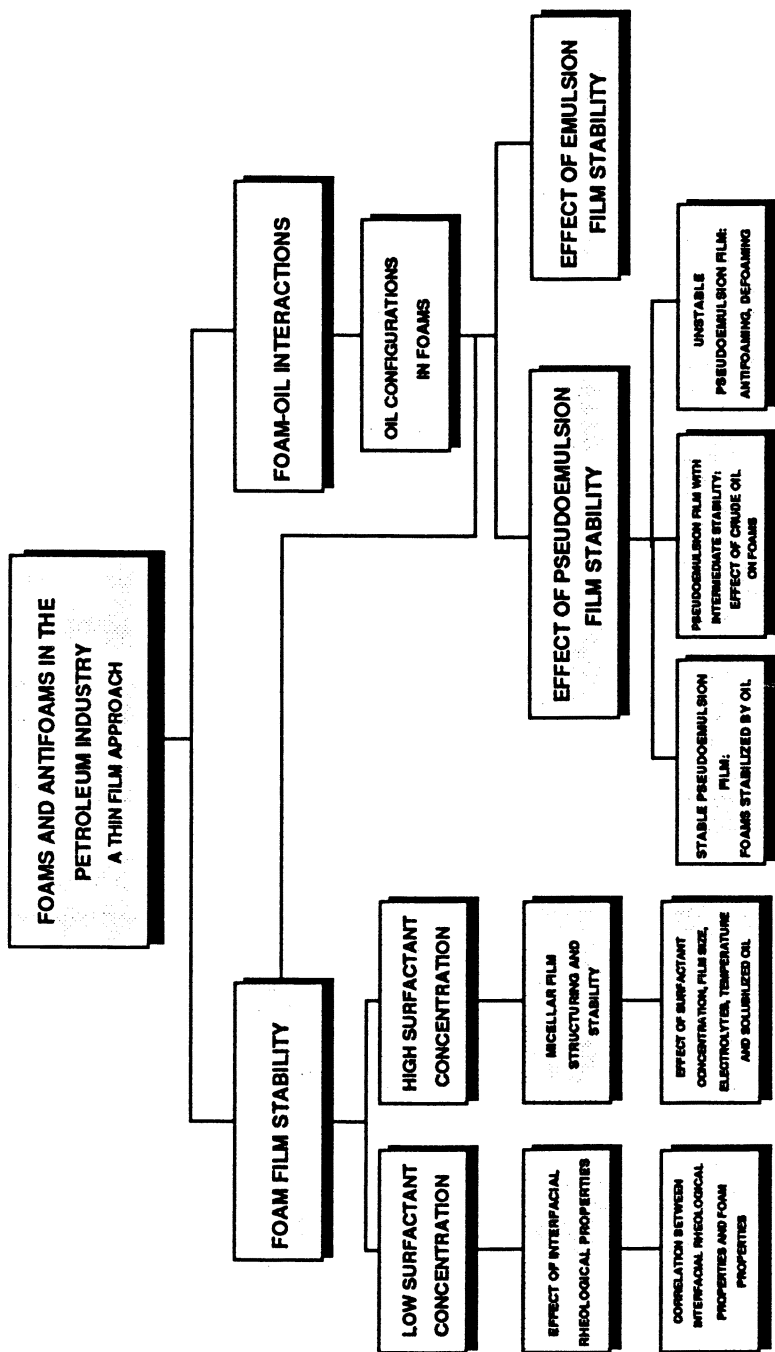 FOAMS AND ANTIFOAMS IN THE
PETROLEUM INDUSTRY
A THIN FILM APPROACH
FOAM FILM STABILITY
FOAM-OIL INTERACTIONS
LOW SURFACTANT
CONCENTRATION
HIGH SURFACTANT
CONCENTRATION
OIL CONFIGURATIONS
IN FOAMS
EFFECT OF INTERFACIAL
RHEOLOGICAL PROPERTIES
MICELLAR FILM
STRUCTURING AND
STABILITY
EFFECT OF PSEUDOEMULSION
FILM STABILITY
EFFECT OF EMULSION
FILM STABILITY
CORRELATION BETWEEN
INTERFACIAL RHEOLOGICAL
PROPERTIES AND FOAM
PROPERTIES
EFFECT OF SURFACTANT
CONCENTRATION, FILM SIZE,
ELECTROLYTES, TEMPERATURE
AND SOLUBILIZED OIL
STABLE PSEUDOEMULSION
FILM:
FOAMS STABILIZED BY OIL
PSEUDOEMULSION FILM WITH
INTERMEDIATE STABILITY:
EFFECT OF CRUDE OIL
ON FOAMS
UNSTABLE
PSEUDOEMULSION FILM:
ANTIFOAMING, DEFOAMING